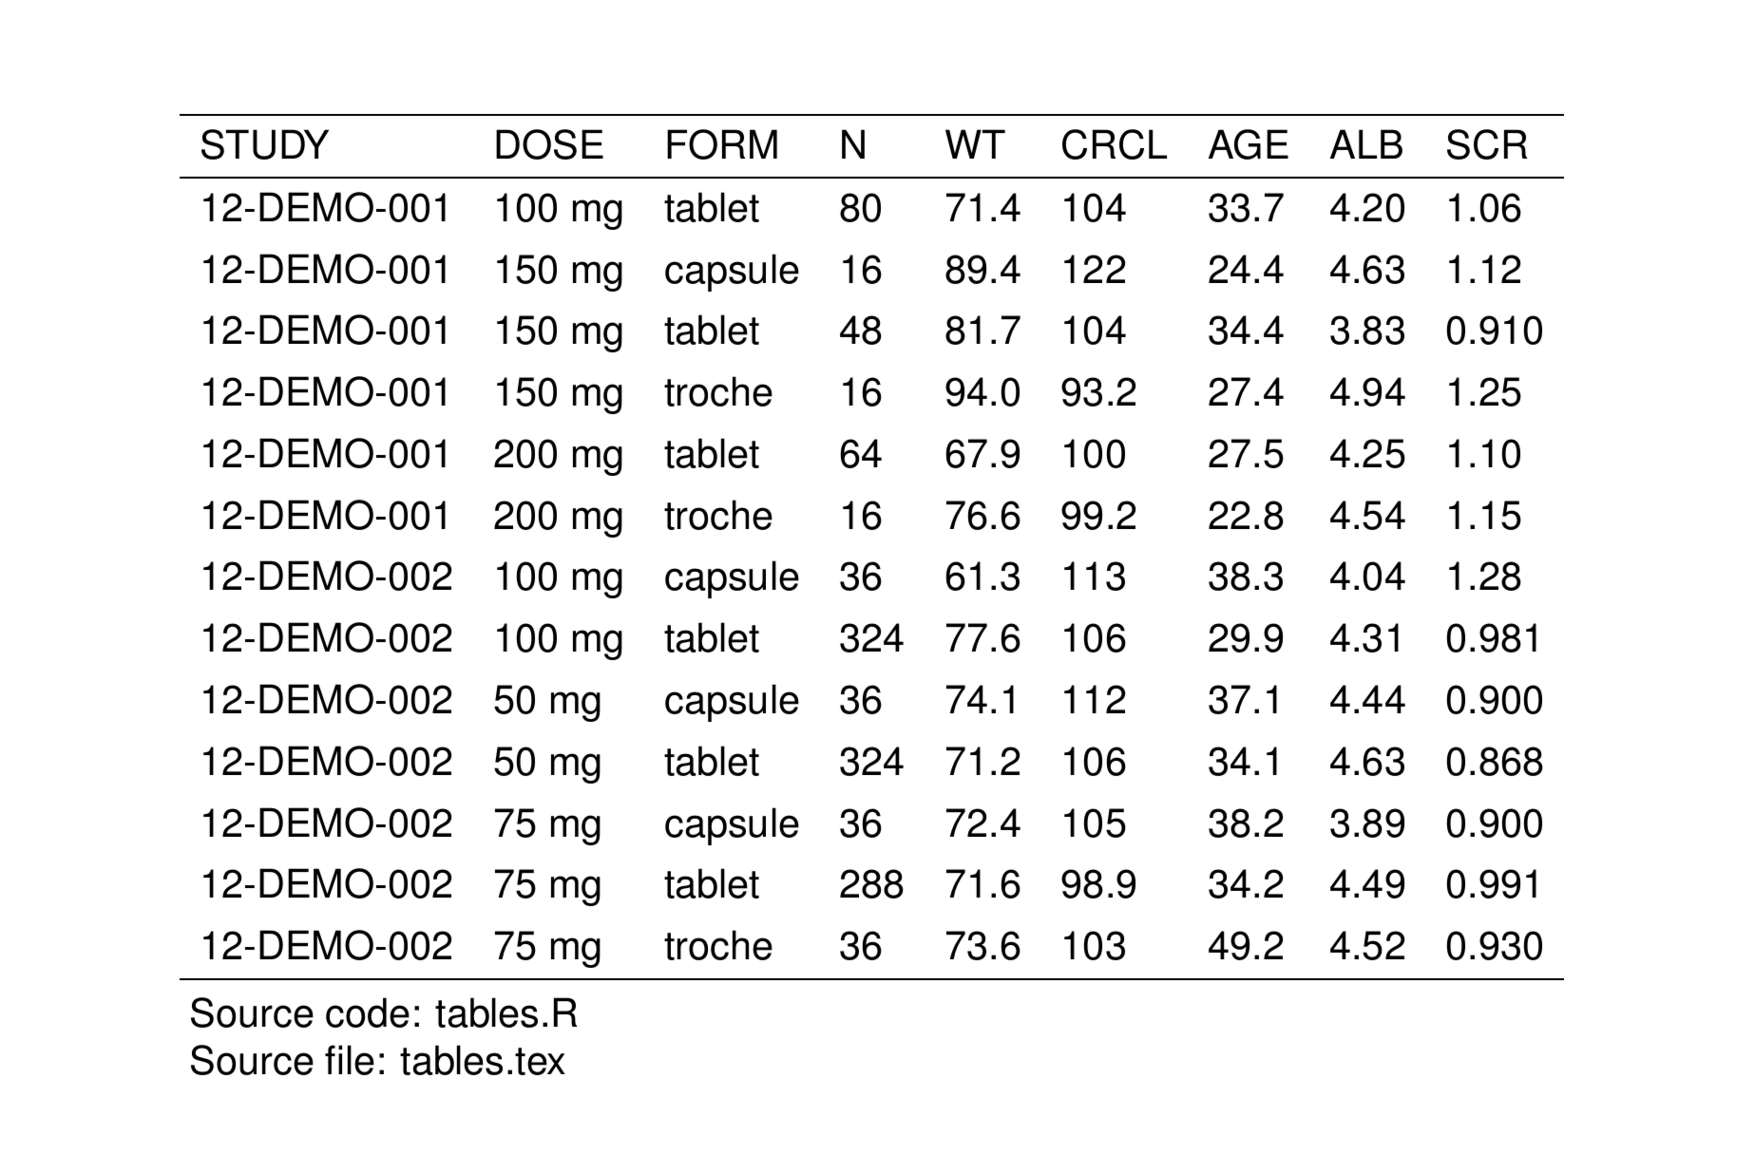 STUDY DOSE FORM N WT CRCL AGE ALB SCR
12-DEMO-001 100 mg tablet 80 71.4 104 33.7 4.20 1.06
12-DEMO-001 150 mg capsule 16 89.4 122 24.4 4.63 1.12
12-DEMO-001 150 mg tablet 48 81.7 104 34.4 3.83 0.910
12-DEMO-001 150 mg troche 16 94.0 93.2 27.4 4.94 1.25
12-DEMO-001 200 mg tablet 64 67.9 100 27.5 4.25 1.10
12-DEMO-001 200 mg troche 16 76.6 99.2 22.8 4.54 1.15
12-DEMO-002 100 mg capsule 36 61.3 113 38.3 4.04 1.28
12-DEMO-002 100 mg tablet 324 77.6 106 29.9 4.31 0.981
12-DEMO-002 50 mg capsule 36 74.1 112 37.1 4.44 0.900
12-DEMO-002 50 mg tablet 324 71.2 106 34.1 4.63 0.868
12-DEMO-002 75 mg capsule 36 72.4 105 38.2 3.89 0.900
12-DEMO-002 75 mg tablet 288 71.6 98.9 34.2 4.49 0.991
12-DEMO-002 75 mg troche 36 73.6 103 49.2 4.52 0.930
Source code: tables.R
Source file: tables.tex